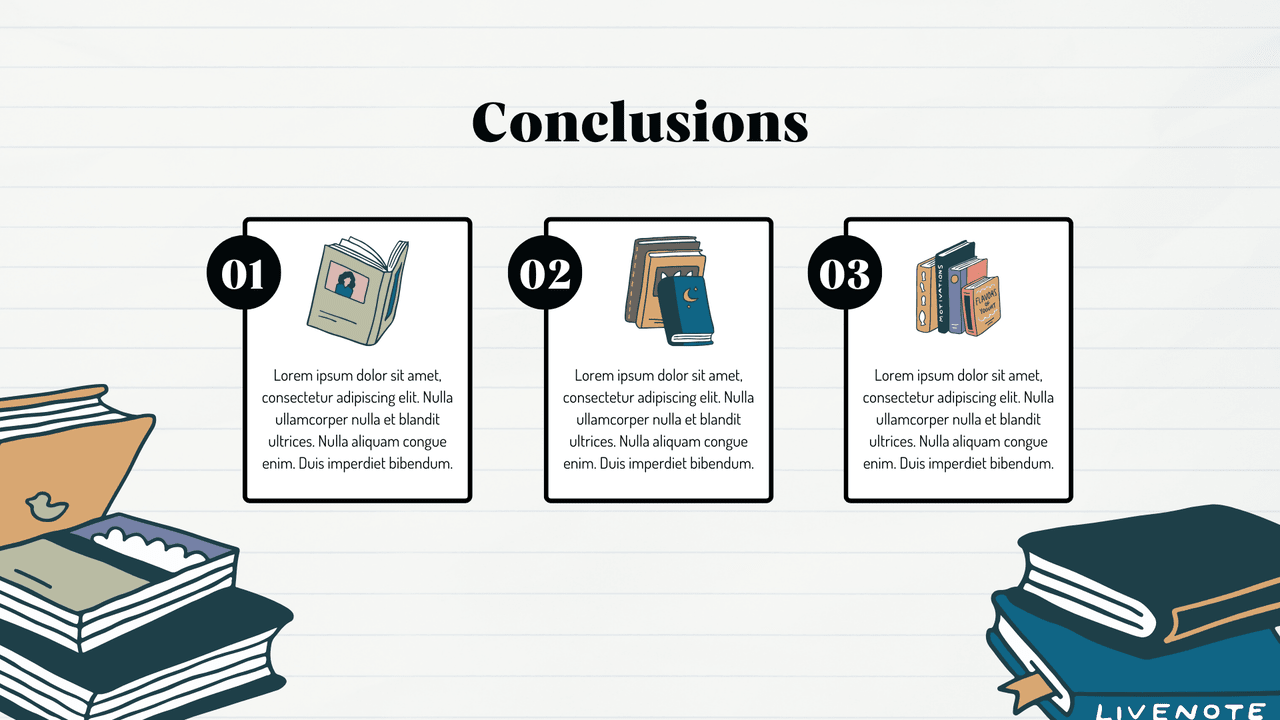 Conclusions
01
Lorem ipsum dolor sit amet,
consectetur adipiscing elit. Nulla
ullamcorper nulla et blandit
ultrices. Nulla aliquam congue
enim. Duis imperdiet bibendum.
02
Lorem ipsum dolor sit amet,
consectetur adipiscing elit. Nulla
ullamcorper nulla et blandit
ultrices. Nulla aliquam congue
enim. Duis imperdiet bibendum.
03
MOTIVATIONS
FLAVORS
OF
THOUGHT
Lorem ipsum dolor sit amet,
consectetur adipiscing elit. Nulla
ullamcorper nulla et blandit
ultrices. Nulla aliquam congue
enim. Duis imperdiet bibendum.
LIVENOTE